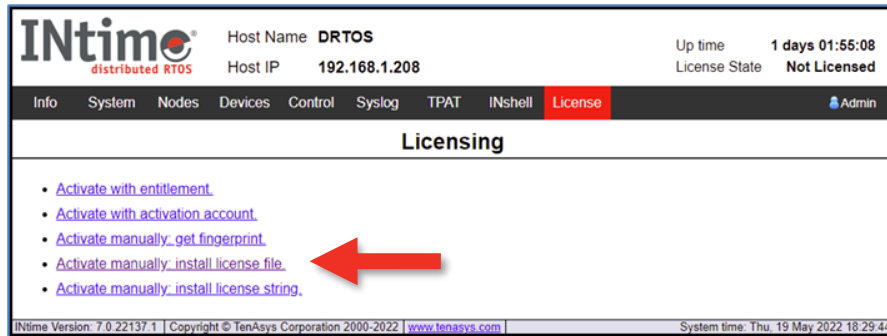 INtime®
distributed RTOS
Host Name DRTOS
Host IP 192.168.1.208
Up time 1 days 01:55:08
License State Not Licensed
Info System Nodes Devices Control Syslog TPAT INshell License Admin
Licensing
• Activate with entitlement.
• Activate with activation account.
• Activate manually: get fingerprint.
• Activate manually: install license file.
• Activate manually: install license string.
INtime Version: 7.0.22137.1 | Copyright © TenAsys Corporation 2000-2022 | www.tenasys.com | System time: Thu, 19 May 2022 18:29:44